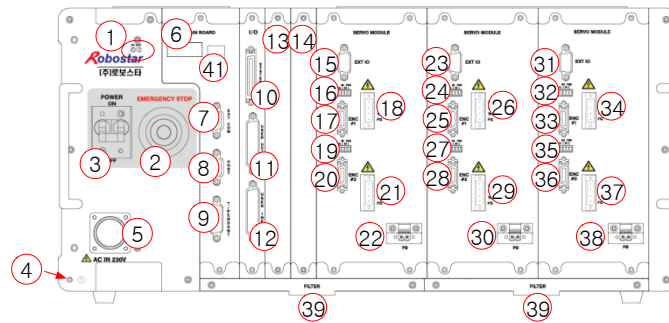 1
6
13
14
15
EXT IO
16
17
ENC
#1
18
19
20
ENC
#2
21
22
PB
23
EXT IO
24
25
ENC
#1
26
27
28
ENC
#2
29
30
PB
31
EXT IO
32
33
ENC
#1
34
35
36
ENC
#2
37
38
PB
SERVO MODULE
SERVO MODULE
SERVO MODULE
I/O
41
10
11
12
7
8
HOST
9
Robostar
(주)로보스타
POWER
ON
EMERGENCY STOP
3
2
5
4
AC IN 230V
FILTER
39
FILTER
39